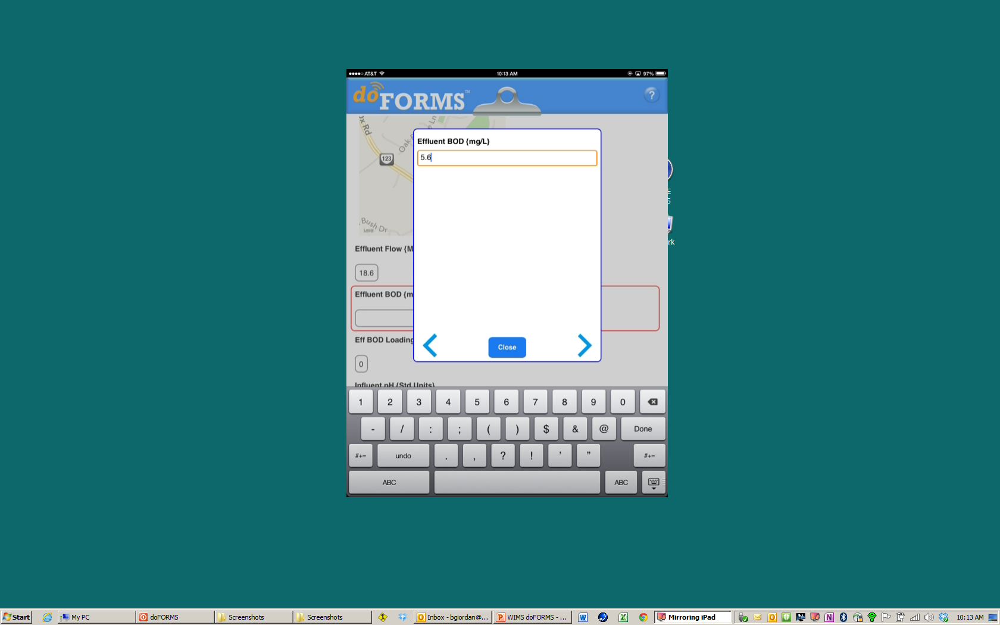 AT&T 10:13 AM 97%
doFORMS™ ?
Ox Rd
Oak Ln
123
Bush Dr
Legal
Effluent BOD {mg/L}
5.6
Effluent Flow {M
18.6
Effluent BOD {m
Eff BOD Loading
0
Influent pH {Std Units}
Close
1 2 3 4 5 6 7 8 9 0
- / : ; ( ) $ & @ Done
#+= undo . , ? ! ’ ” #+=
ABC ABC
E
S
rk
Start My PC doFORMS Screenshots Screenshots Inbox - bgiordan@... WIMS doFORMS - ... Mirroring iPad 10:13 AM